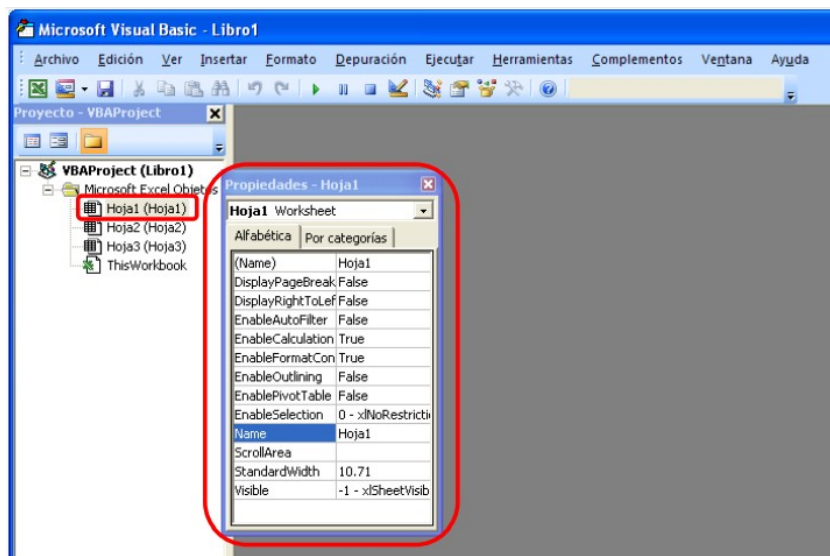 Microsoft Visual Basic - Libro1
Archivo Edición Ver Insertar Formato Depuración Ejecutar Herramientas Complementos Ventana Ayuda
Proyecto - VBAProject
VBAProject (Libro1)
Microsoft Excel Objetos
Hoja1 (Hoja1)
Hoja2 (Hoja2)
Hoja3 (Hoja3)
ThisWorkbook
Propiedades - Hoja1
Hoja1 Worksheet
Alfabética Por categorías
(Name) Hoja1
DisplayPageBreak False
DisplayRightToLef False
EnableAutoFilter False
EnableCalculation True
EnableFormatCon True
EnableOutlining False
EnablePivotTable False
EnableSelection 0 - xlNoRestricti
Name Hoja1
ScrollArea
StandardWidth 10.71
Visible -1 - xlSheetVisib